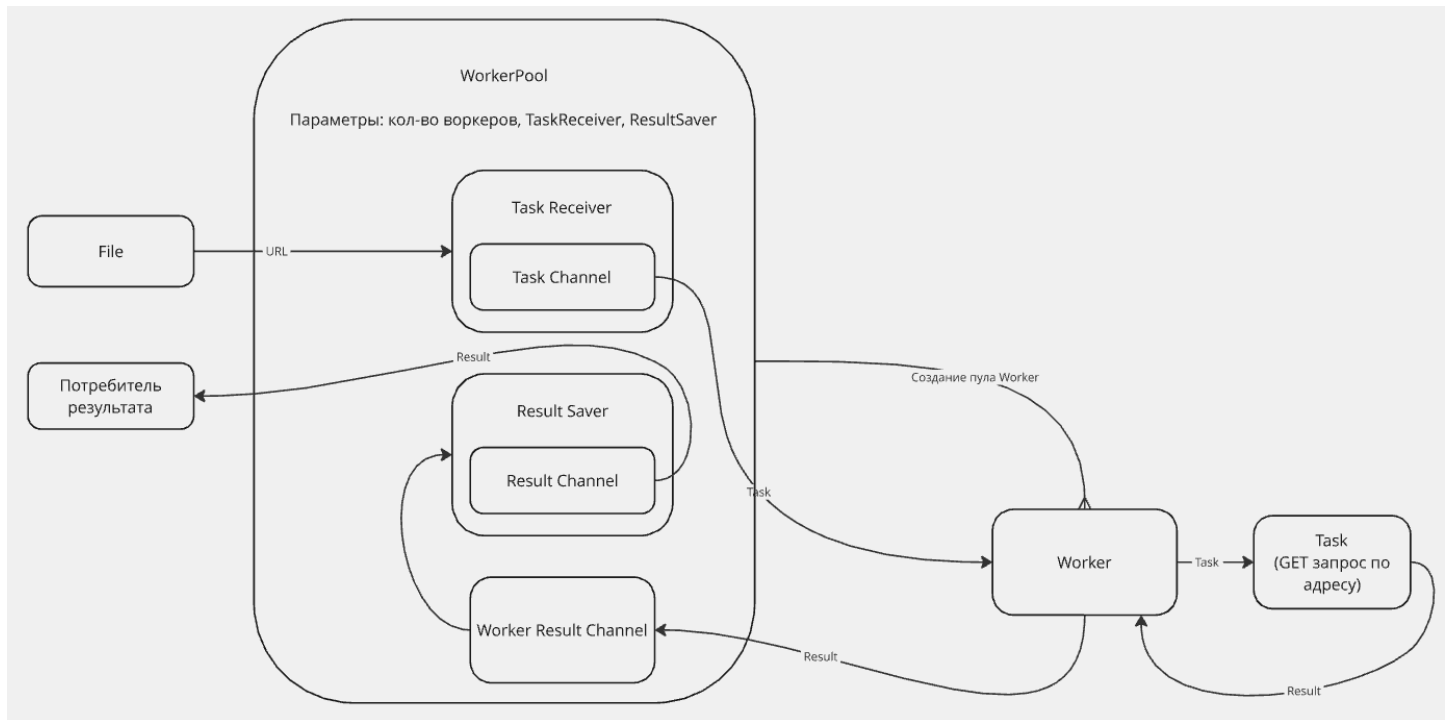 WorkerPool
Параметры: кол-во воркеров, TaskReceiver, ResultSaver
Task Receiver
File
URL
Task Channel
Result
Создание пула Worker
Потребитель
результата
Result Saver
Result Channel
Task
Worker
Task
Task
(GET запрос по
адресу)
Worker Result Channel
Result
Result